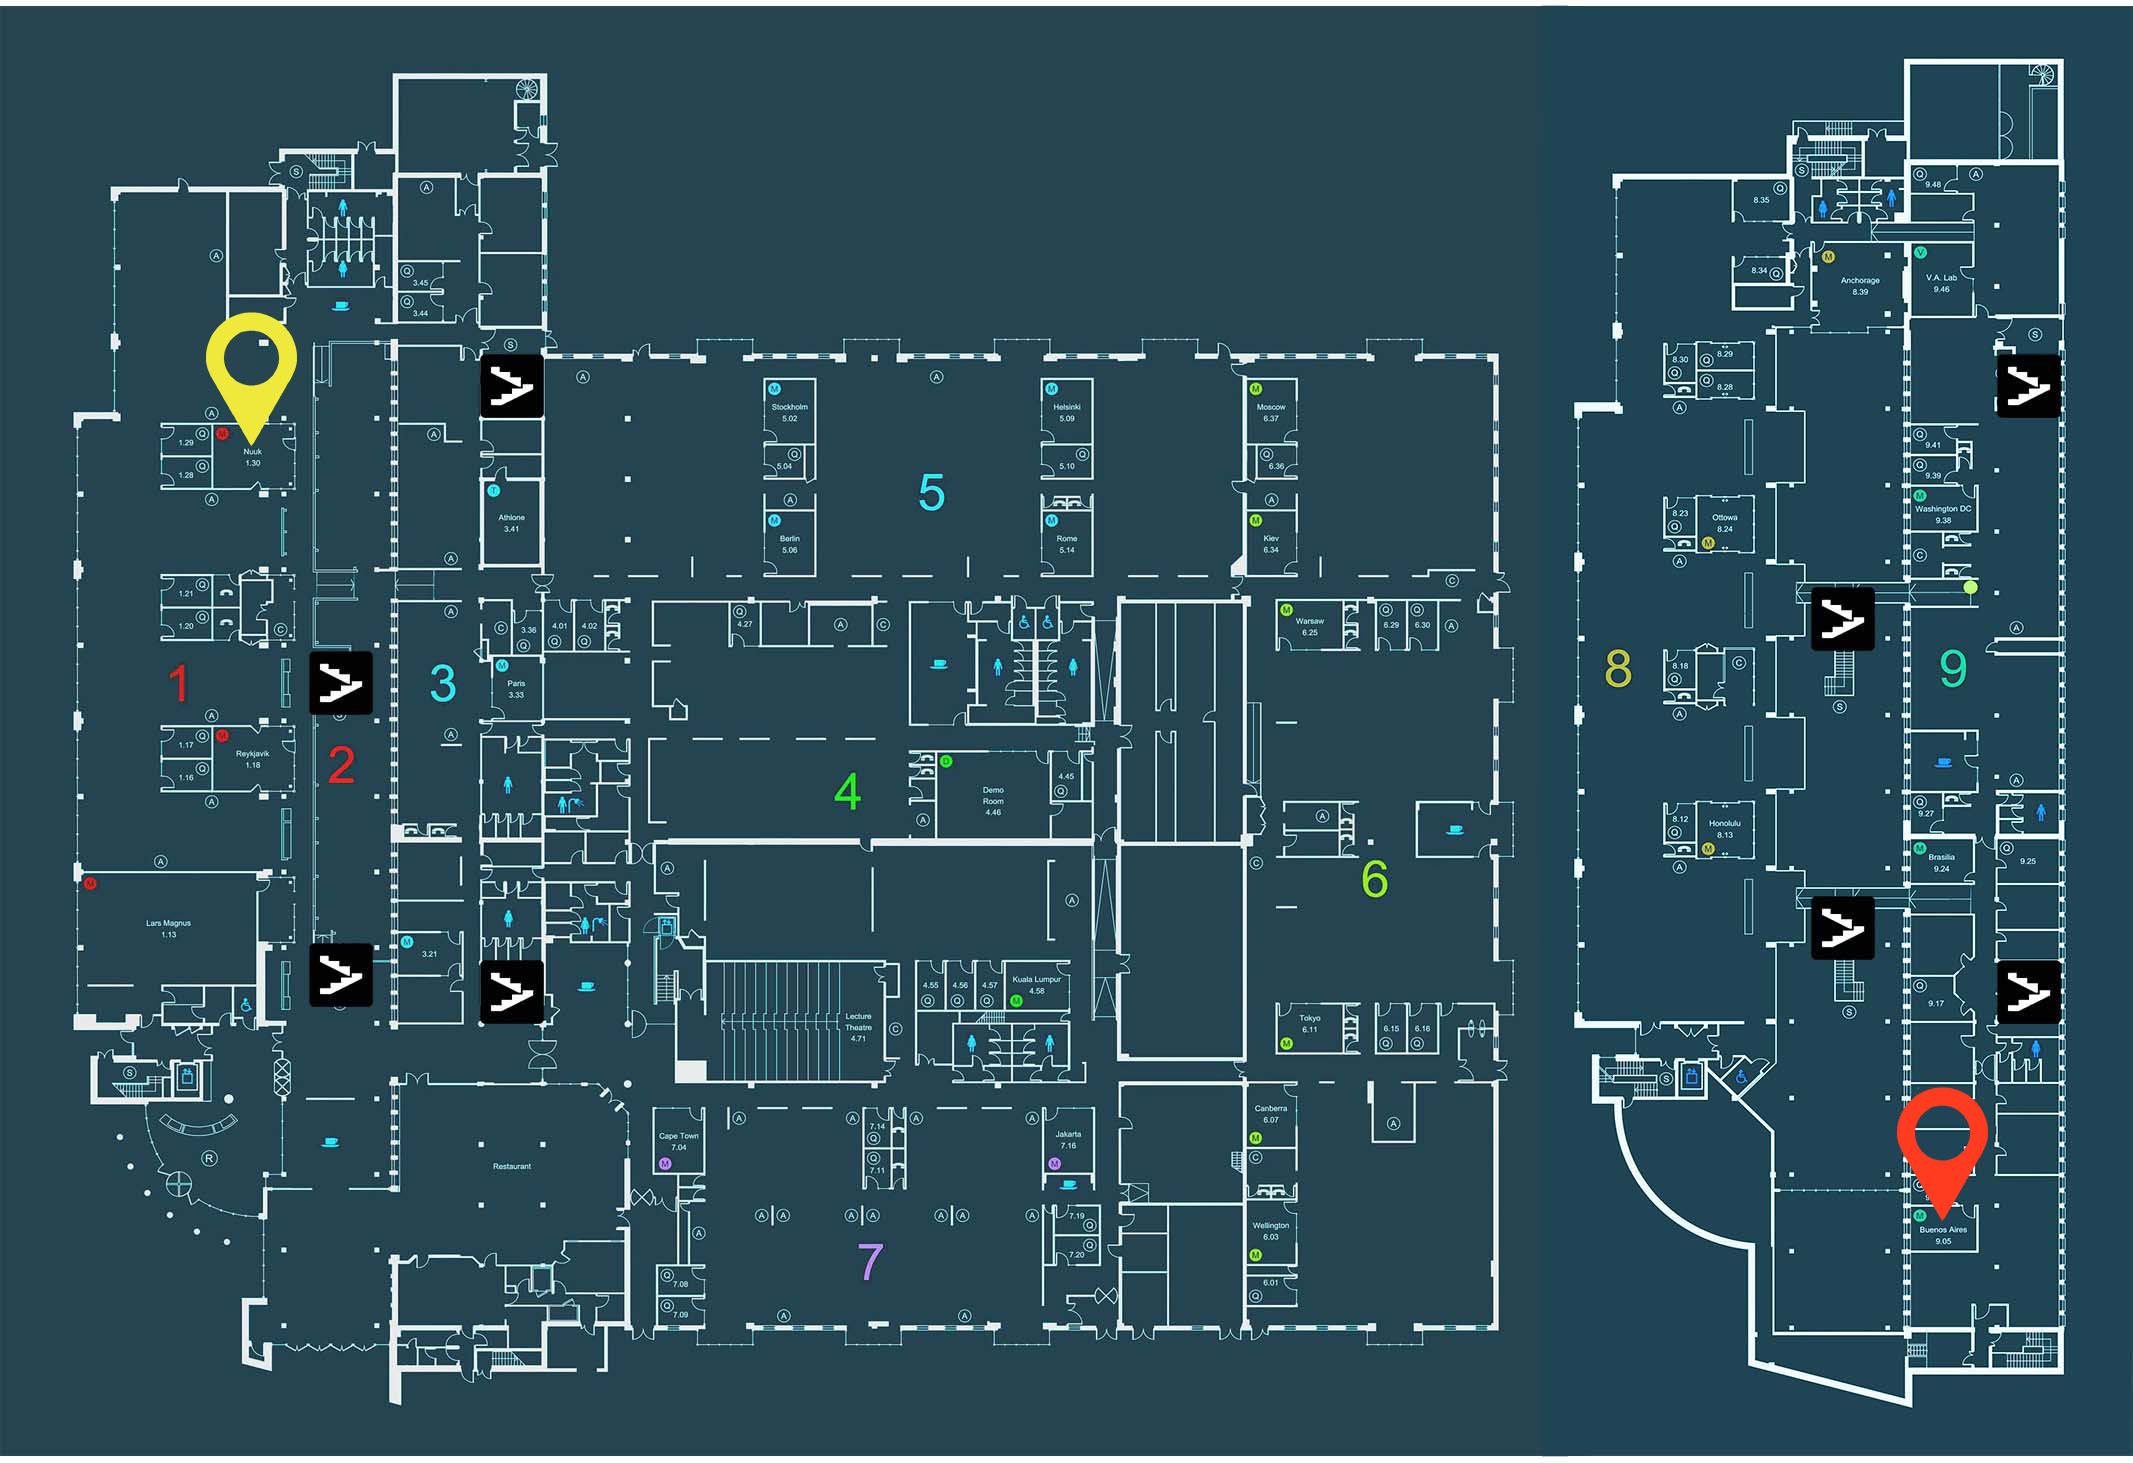 S
A
A
Q
3.45
Q
3.44
S
A
A
A
A
Q
1.29
M
Nuuk
1.30
Q
1.28
A
A
M
Stockholm
5.02
Q
5.04
A
M
Berlin
5.06
M
Helsinki
5.09
Q
5.10
M
Rome
5.14
5
M
Moscow
6.37
Q
6.36
A
M
Kiev
6.34
T
Athlone
3.41
A
Q
1.21
Q
1.20
C
A
C
3.36
Q
4.01
Q
4.02
Q
Q
4.27
A
C
C
M
Warsaw
6.25
Q
6.29
Q
6.30
A
1
3
M
Paris
3.33
A
A
2
Q
1.17
Q
1.16
M
Reykjavik
1.18
A
4
D
Demo
Room
4.46
4.45
Q
A
A
C
6
A
M
Lars Magnus
1.13
M
3.21
A
A
4.55
Q
4.56
Q
4.57
Q
Kuala Lumpur
4.58
M
Lecture
Theatre
4.71
C
Tokyo
6.11
M
6.15
Q
6.16
Q
S
R
Restaurant
Cape Town
7.04
M
A
A
7.14
Q
Q
7.11
A
A
Jakarta
7.16
M
Canberra
6.07
M
C
A
A
A
A
A
A
A
A
A
7.19
Q
Q
7.20
Wellington
6.03
M
6.01
Q
7
Q
7.08
Q
7.09
A
A
S
Q
8.35
Q
9.48
A
8.34
Q
M
Anchorage
8.39
V
V.A. Lab
9.46
S
8.30
Q
Q
8.29
Q
8.28
A
Q
9.41
Q
9.39
M
Washington DC
9.38
C
8.23
Q
Ottowa
8.24
M
A
A
8
8.18
Q
C
A
S
9
A
Q
9.27
8.12
Q
Honolulu
8.13
M
A
M
Brasilia
9.24
Q
9.25
Q
9.17
S
S
Q
M
Buenos Aires
9.05